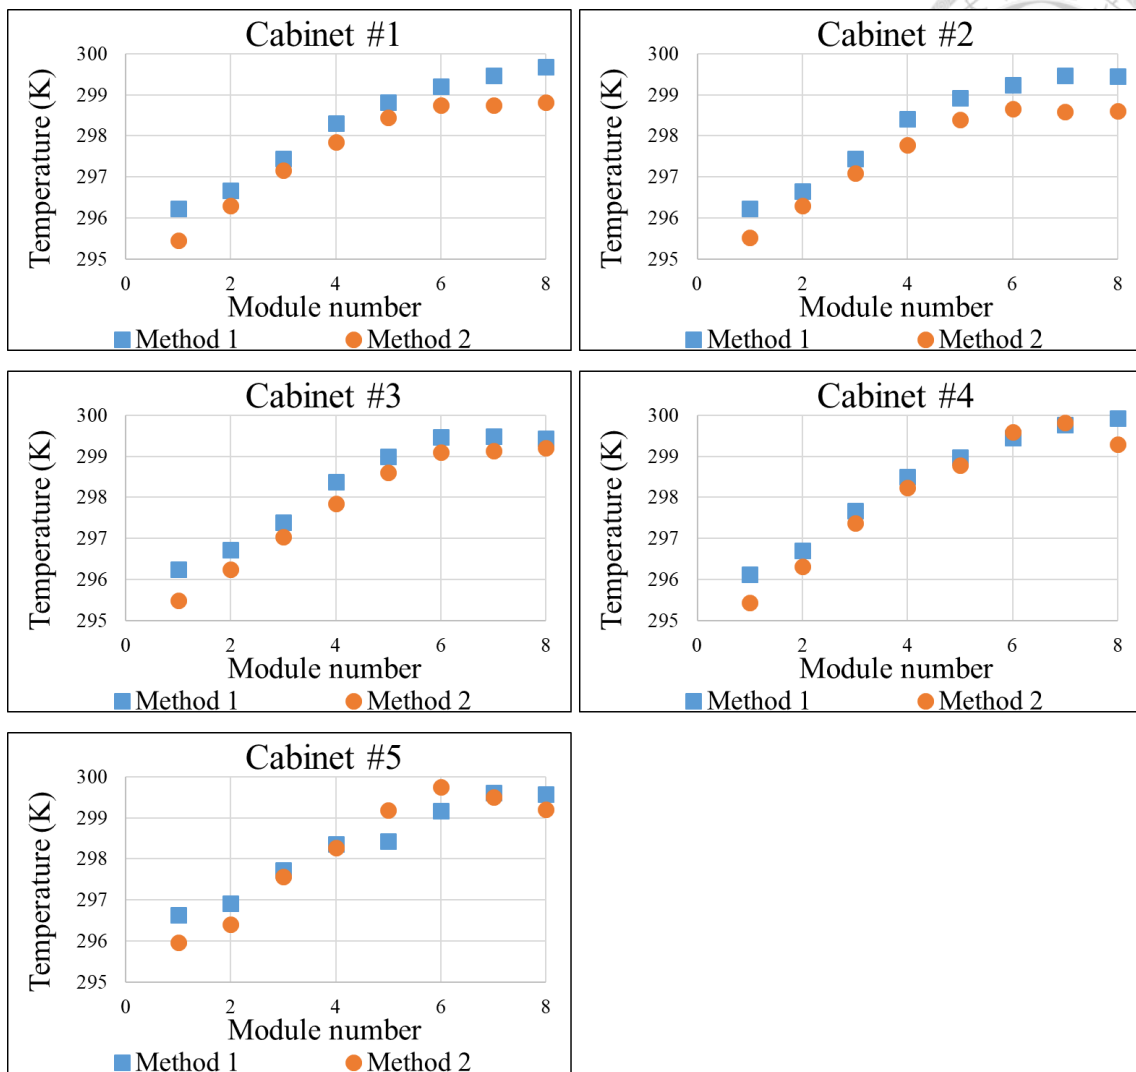 Cabinet #1
Temperature (K)
300
299
298
297
296
295
0 2 4 6 8
Module number
Method 1 Method 2
Cabinet #2
Temperature (K)
300
299
298
297
296
295
0 2 4 6 8
Module number
Method 1 Method 2
Cabinet #3
Temperature (K)
300
299
298
297
296
295
0 2 4 6 8
Module number
Method 1 Method 2
Cabinet #4
Temperature (K)
300
299
298
297
296
295
0 2 4 6 8
Module number
Method 1 Method 2
Cabinet #5
Temperature (K)
300
299
298
297
296
295
0 2 4 6 8
Module number
Method 1 Method 2